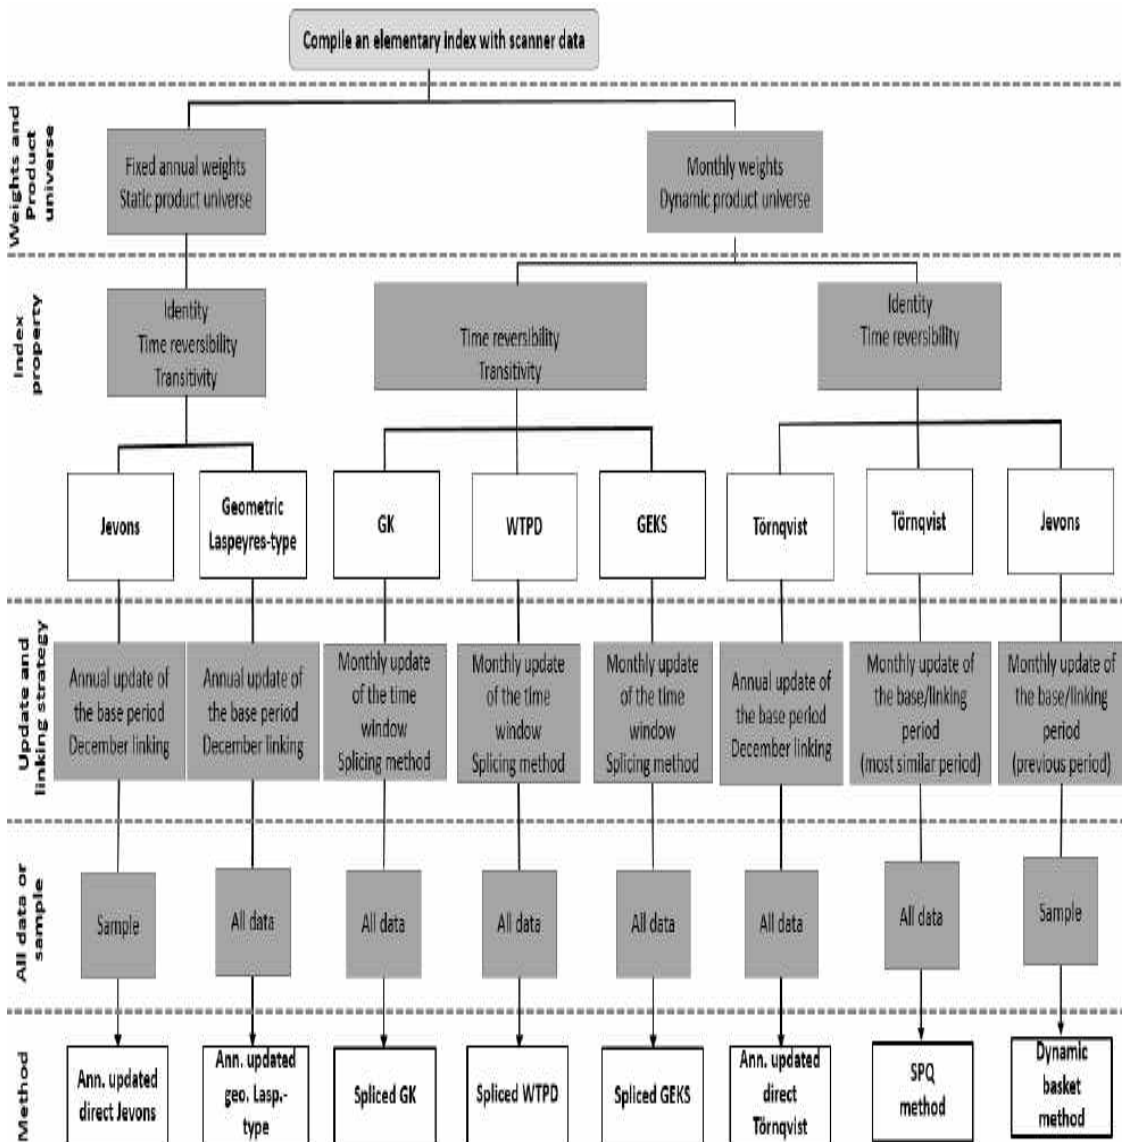 Compile an elementary index with scanner data
Weights and
Product
universe
Fixed annual weights
Static product universe
Monthly weights
Dynamic product universe
Index
property
Identity
Time reversibility
Transitivity
Time reversibility
Transitivity
Identity
Time reversibility
Jevons
Geometric
Laspeyres-type
GK
WTPD
GEKS
Törnqvist
Törnqvist
Jevons
Update and
linking strategy
Annual update of
the base period
December linking
Annual update of
the base period
December linking
Monthly update
of the time
window
Splicing method
Monthly update
of the time
window
Splicing method
Monthly update
of the time
window
Splicing method
Annual update of
the base period
December linking
Monthly update of
the base/linking
period
(most similar period)
Monthly update of
the base/linking
period
(previous period)
All data or
sample
Sample
All data
All data
All data
All data
All data
All data
Sample
Method
Ann. updated
direct Jevons
Ann. updated
geo. Lasp.-
type
Spliced GK
Spliced WTPD
Spliced GEKS
Ann. updated
direct
Törnqvist
SPQ
method
Dynamic
basket
method